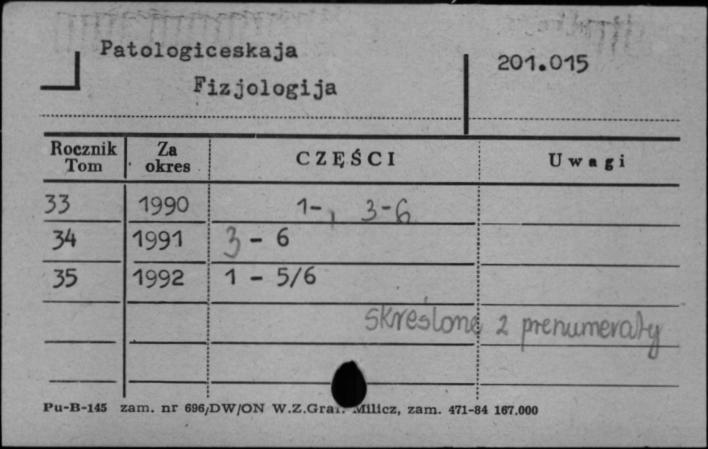 Patologiceskaja
Fizjologija
201.015
Rocznik Tom Za okres CZĘŚCI Uwagi
33 1990 1-, 3-6
34 1991 3 - 6
35 1992 1 - 5/6
skreślone z prenumeraty
Pu-B-145 zam. nr 696/DW/ON W.Z.Graf. Milicz, zam. 471-84 167.000